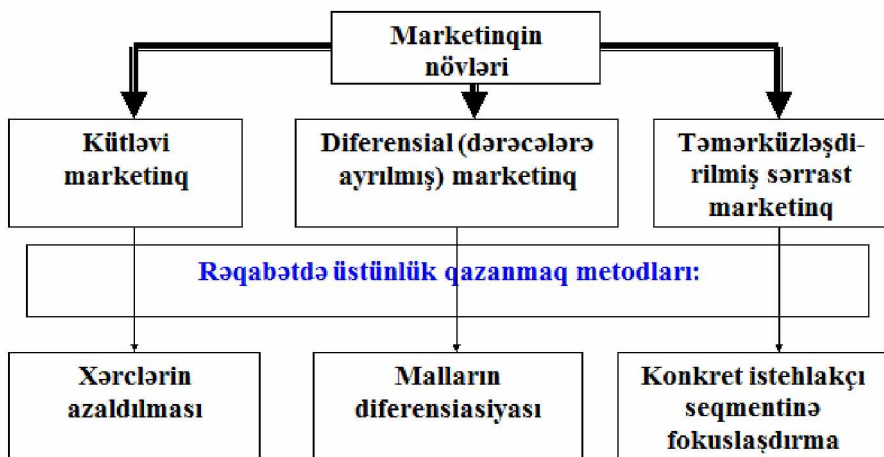 Marketinqin
növləri
Kütləvi
marketinq
Diferensial (dərəcələrə
ayrılmış) marketinq
Təmərküzləşdi-
rilmiş sərrast
marketinq
Rəqabətdə üstünlük qazanmaq metodları:
Xərclərin
azaldılması
Malların
diferensiasiyası
Konkret istehlakçı
seqmentinə
fokuslaşdırma